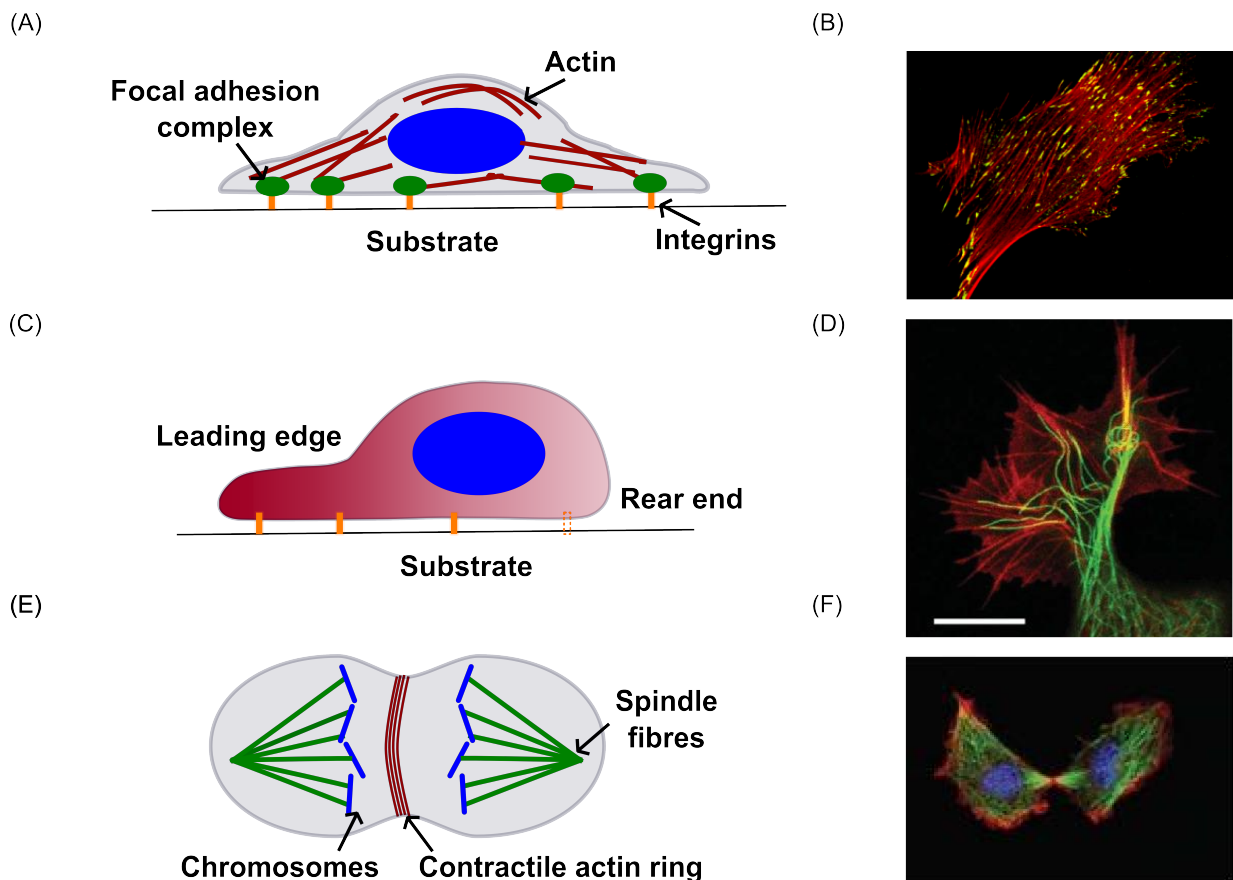 (A)
(B)
Actin
Focal adhesion
complex
Substrate
Integrins
(C)
(D)
Leading edge
Rear end
Substrate
(E)
(F)
Spindle
fibres
Chromosomes
Contractile actin ring